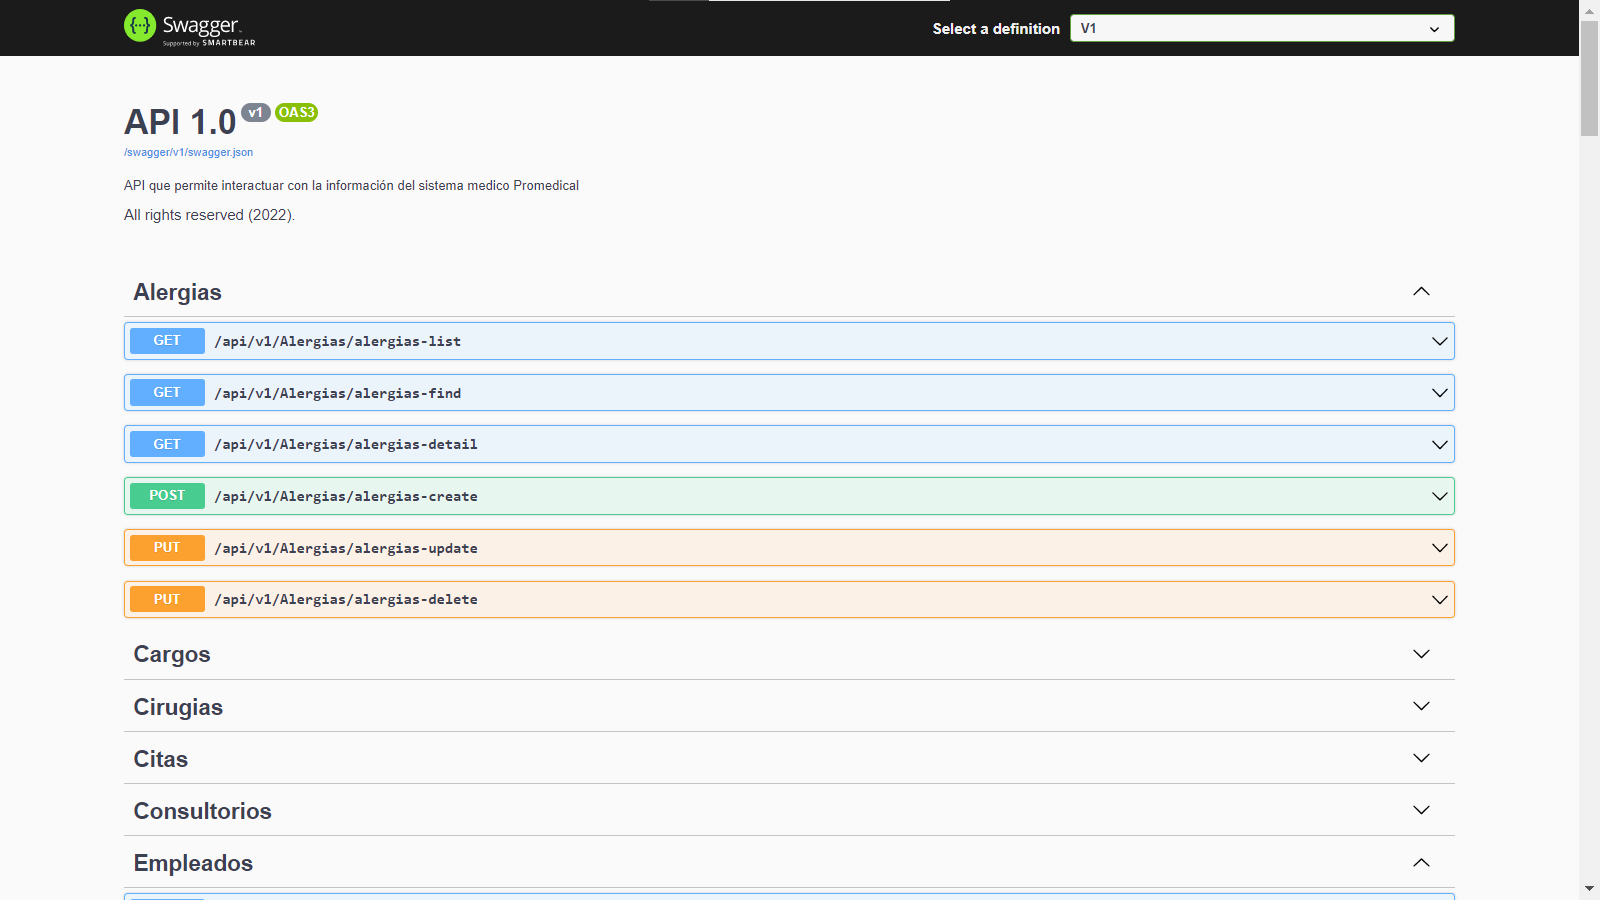 Swagger.
Supported by SMARTBEAR
Select a definition
V1
API 1.0 v1 OAS3
/swagger/v1/swagger.json
API que permite interactuar con la información del sistema medico Promedical
All rights reserved (2022).
Alergias
GET /api/v1/Alergias/alergias-list
GET /api/v1/Alergias/alergias-find
GET /api/v1/Alergias/alergias-detail
POST /api/v1/Alergias/alergias-create
PUT /api/v1/Alergias/alergias-update
PUT /api/v1/Alergias/alergias-delete
Cargos
Cirugias
Citas
Consultorios
Empleados